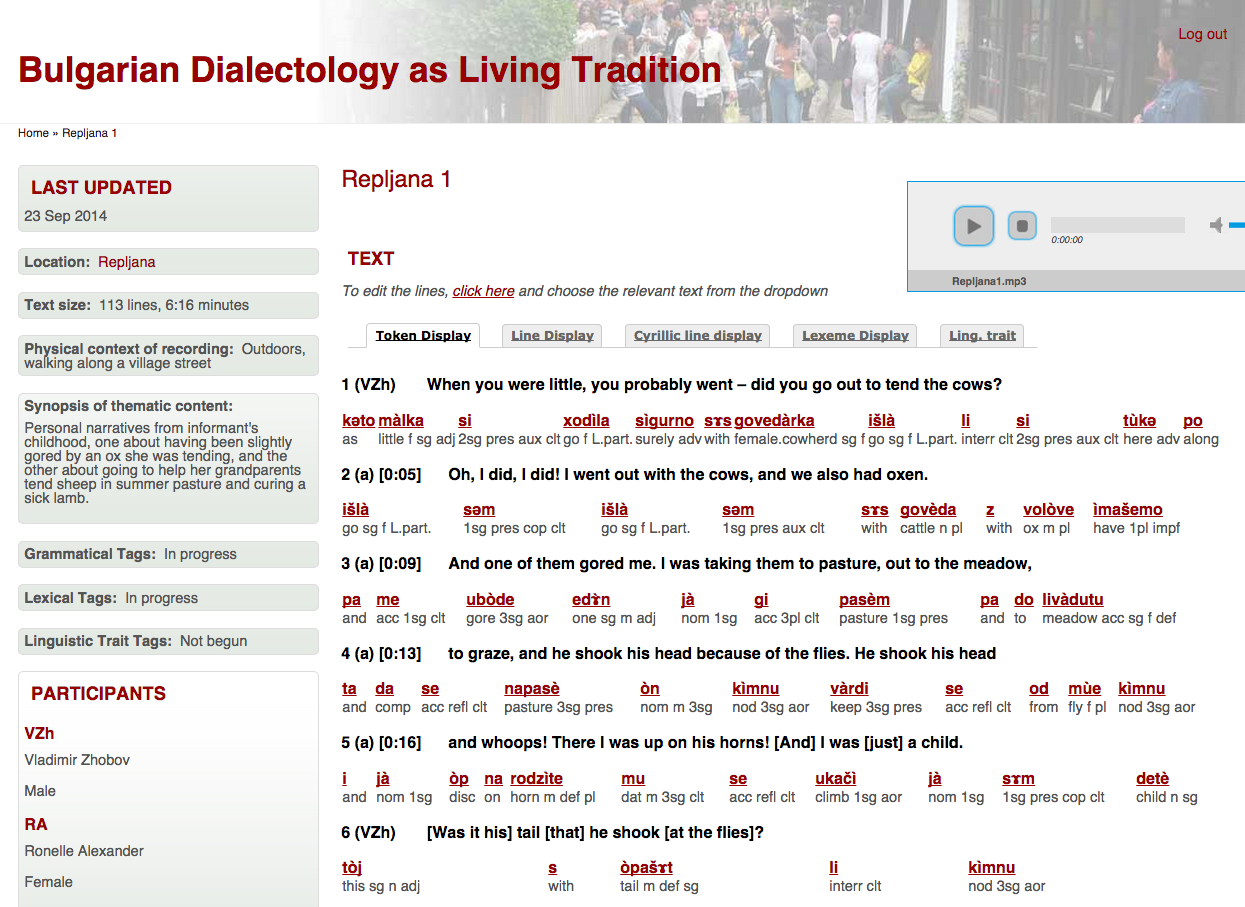 Log out
Bulgarian Dialectology as Living Tradition
Home » Repljana 1
LAST UPDATED
23 Sep 2014
Location: Repljana
Text size: 113 lines, 6:16 minutes
Physical context of recording: Outdoors,
walking along a village street
Synopsis of thematic content:
Personal narratives from informant's
childhood, one about having been slightly
gored by an ox she was tending, and the
other about going to help her grandparents
tend sheep in summer pasture and curing a
sick lamb.
Grammatical Tags: In progress
Lexical Tags: In progress
Linguistic Trait Tags: Not begun
PARTICIPANTS
VZh
Vladimir Zhobov
Male
RA
Ronelle Alexander
Female
Repljana 1
0:00:00
Repljana1.mp3
TEXT
To edit the lines, click here and choose the relevant text from the dropdown
Token Display Line Display Cyrillic line display Lexeme Display Ling. trait
1 (VZh) When you were little, you probably went – did you go out to tend the cows?
kəto màlka si xodìla sìgurno sɤs govedàrka išlà li si tùkə po
as little f sg adj 2sg pres aux clt go f L.part. surely adv with female.cowherd sg f go sg f L.part. interr clt 2sg pres aux clt here adv along
2 (a) [0:05] Oh, I did, I did! I went out with the cows, and we also had oxen.
išlà səm išlà səm sɤs govèda z volòve ìmašemo
go sg f L.part. 1sg pres cop clt go sg f L.part. 1sg pres aux clt with cattle n pl with ox m pl have 1pl impf
3 (a) [0:09] And one of them gored me. I was taking them to pasture, out to the meadow,
pa me ubòde edɤ̀n jà gi pasèm pa do livàdutu
and acc 1sg clt gore 3sg aor one sg m adj nom 1sg acc 3pl clt pasture 1sg pres and to meadow acc sg f def
4 (a) [0:13] to graze, and he shook his head because of the flies. He shook his head
ta da se napasè òn kìmnu vàrdi se od mùe kìmnu
and comp acc refl clt pasture 3sg pres nom m 3sg nod 3sg aor keep 3sg pres acc refl clt from fly f pl nod 3sg aor
5 (a) [0:16] and whoops! There I was up on his horns! [And] I was [just] a child.
i jà òp na rodzìte mu se ukačì jà sɤm detè
and nom 1sg disc on horn m def pl dat m 3sg clt acc refl clt climb 1sg aor nom 1sg 1sg pres cop clt child n sg
6 (VZh) [Was it his] tail [that] he shook [at the flies]?
tòj s òpašɤt li kìmnu
this sg n adj with tail m def sg interr clt nod 3sg aor